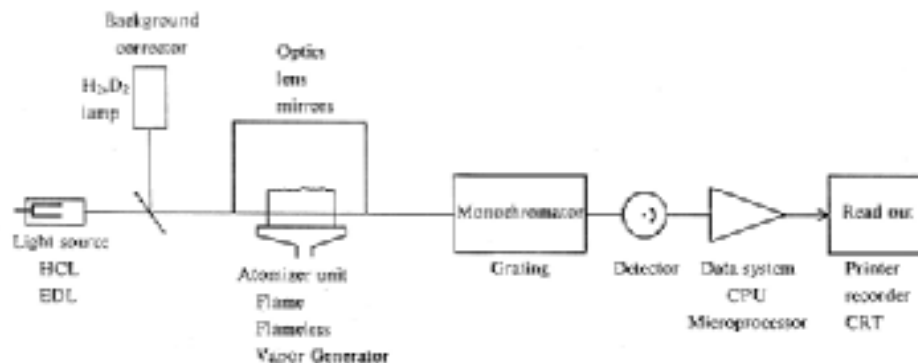 Background
corrector
H₂,D₂
lamp
Optics
lens
mirrors
Light source
HCL
EDL
Atomizer unit
Flame
Flameless
Vapor Generator
Monochromator
Grating
Detector
Data system
CPU
Microprocessor
Read out
Printer
recorder
CRT